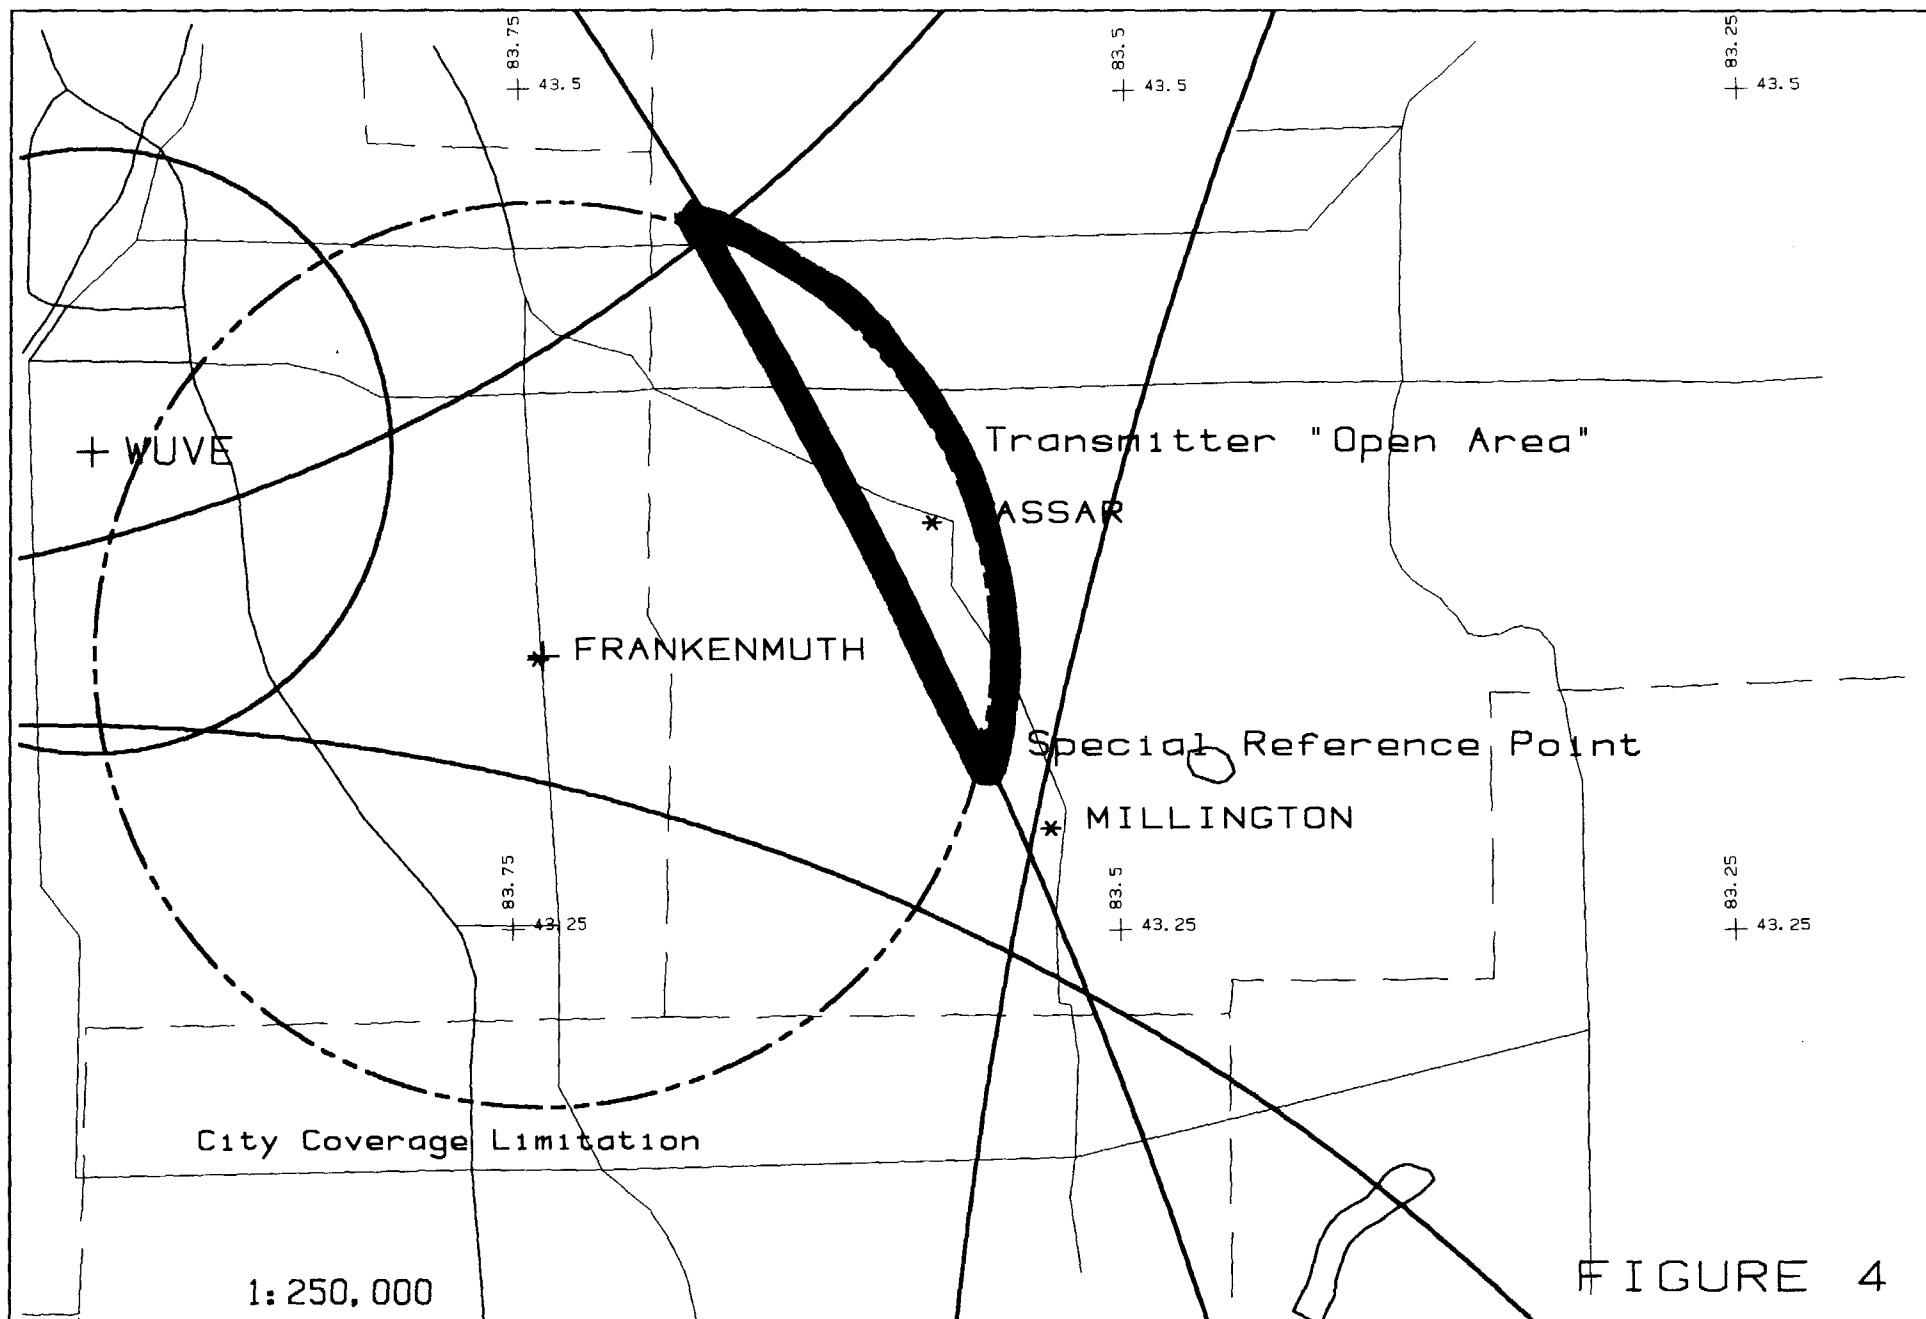 83.75
43.5
83.5
43.5
83.25
43.5
Transmitter "Open Area"
WUVE
ASSAR
FRANKENMUTH
Special Reference Point
MILLINGTON
83.75
43.25
83.5
43.25
83.25
43.25
City Coverage Limitation
1:250,000
FIGURE 4